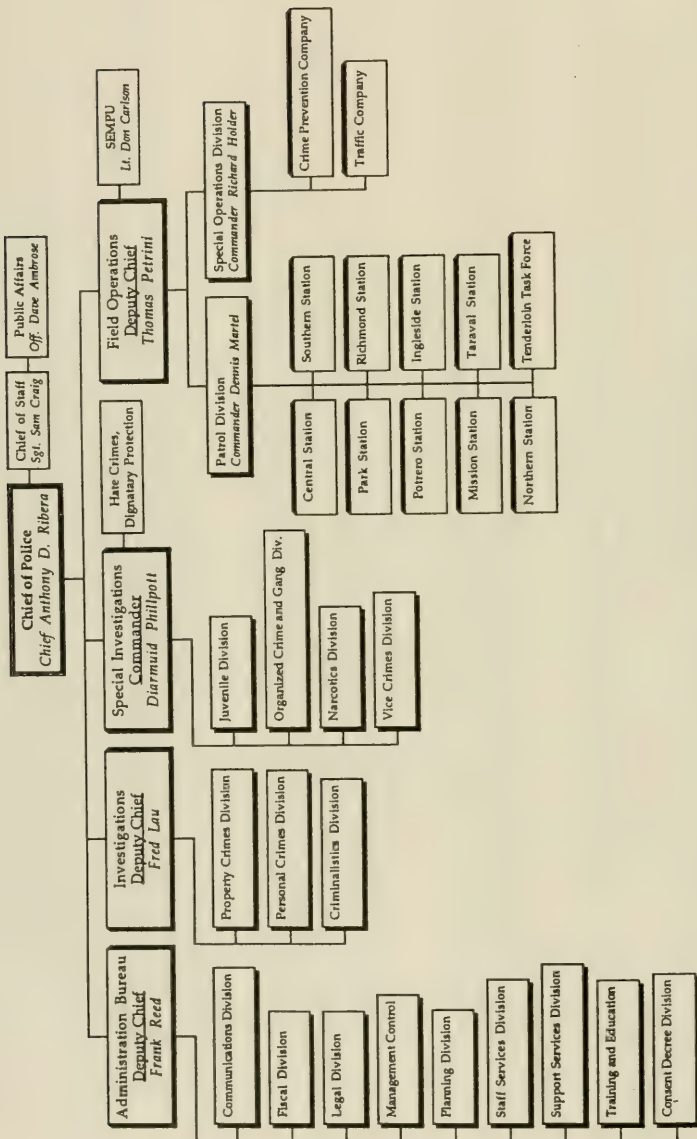 Chief of Police
Chief Anthony D. Ribera
Chief of Staff
Sgt. Sam Craig
Public Affairs
Off. Dave Ambrose
Administration Bureau
Deputy Chief
Frank Reed
Communications Division
Fiscal Division
Legal Division
Management Control
Planning Division
Staff Services Division
Support Services Division
Training and Education
Consent Decree Division
Investigations
Deputy Chief
Fred Lau
Property Crimes Division
Personal Crimes Division
Criminalistics Division
Special Investigations
Commander
Diarmuid Phillpott
Hate Crimes,
Dignatary Protection
Juvenile Division
Organized Crime and Gang Div.
Narcotics Division
Vice Crimes Division
Field Operations
Deputy Chief
Thomas Petrini
SEMPU
Lt. Don Carlson
Patrol Division
Commander Dennis Martel
Central Station
Southern Station
Park Station
Richmond Station
Potrero Station
Ingleside Station
Mission Station
Taraval Station
Northern Station
Tenderloin Task Force
Special Operations Division
Commander Richard Holder
Crime Prevention Company
Traffic Company